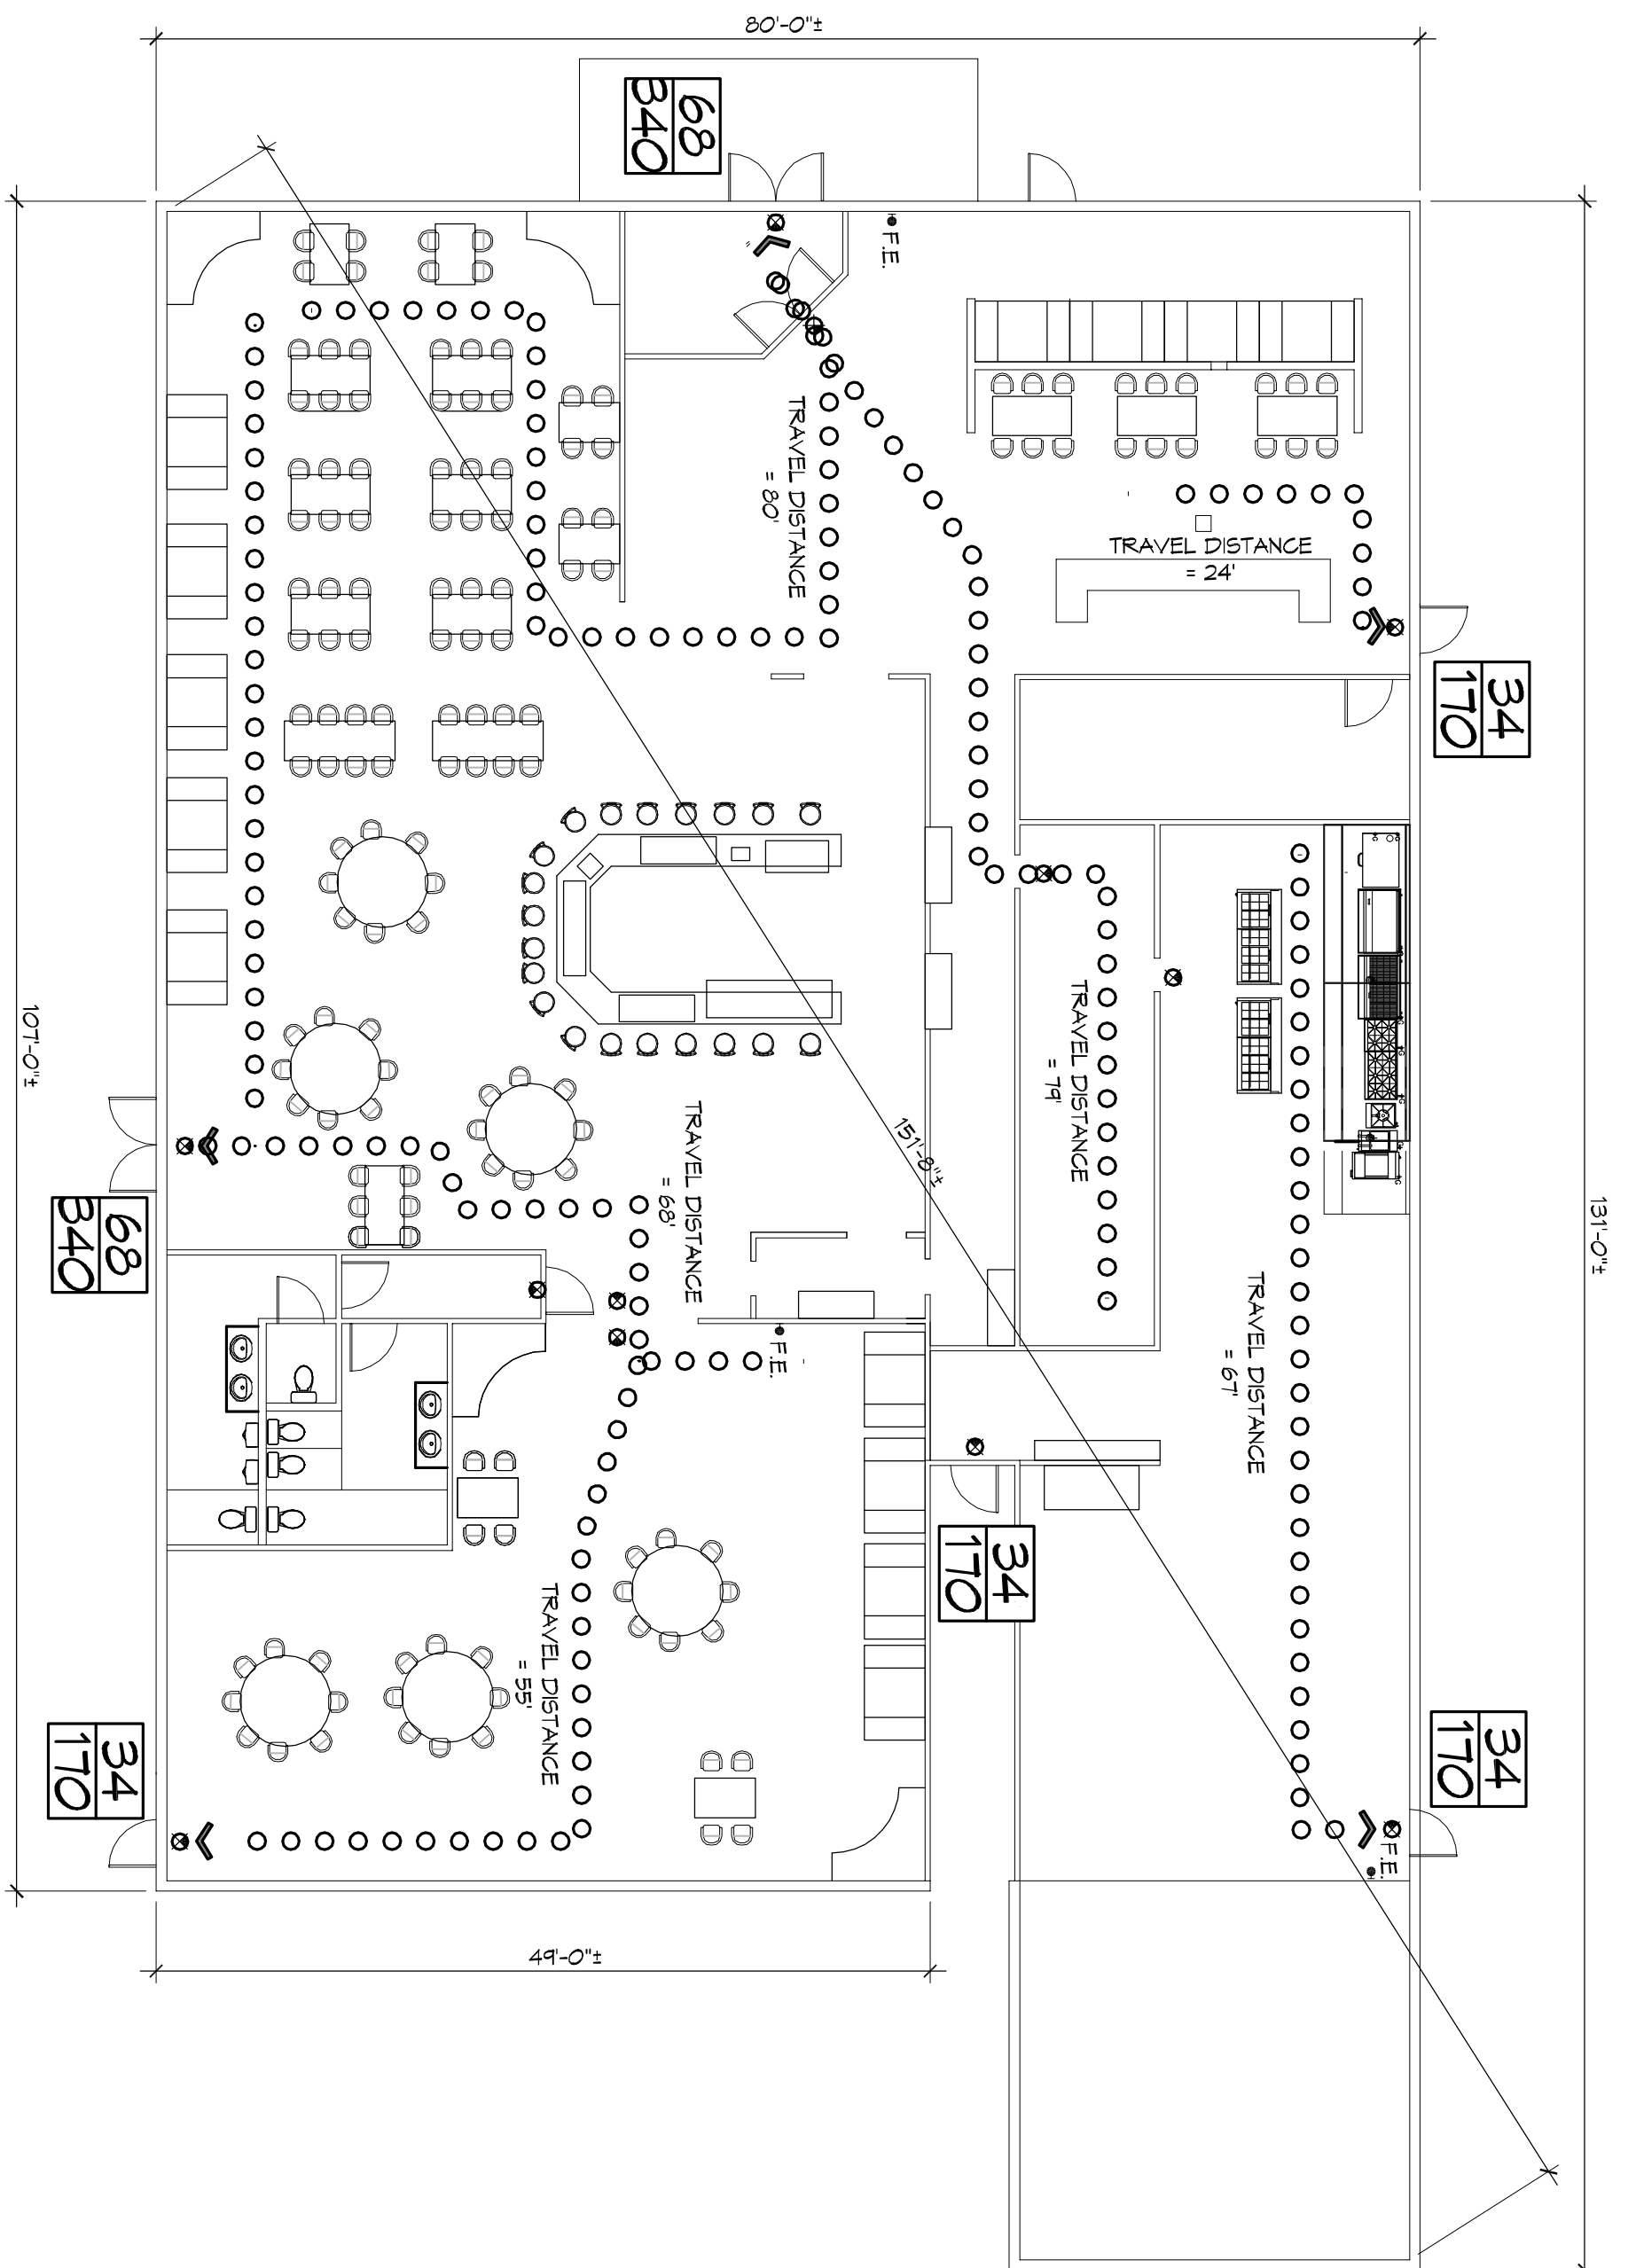 80'-0"±
68
340
F.E.
TRAVEL DISTANCE
= 80'
TRAVEL DISTANCE
= 24'
34
170
107'-0"±
TRAVEL DISTANCE
= 79'
151'-8"±
TRAVEL DISTANCE
= 68'
131'-0"±
68
340
F.E.
TRAVEL DISTANCE
= 67'
34
170
TRAVEL DISTANCE
= 55'
34
170
34
170
F.E.
49'-0"±